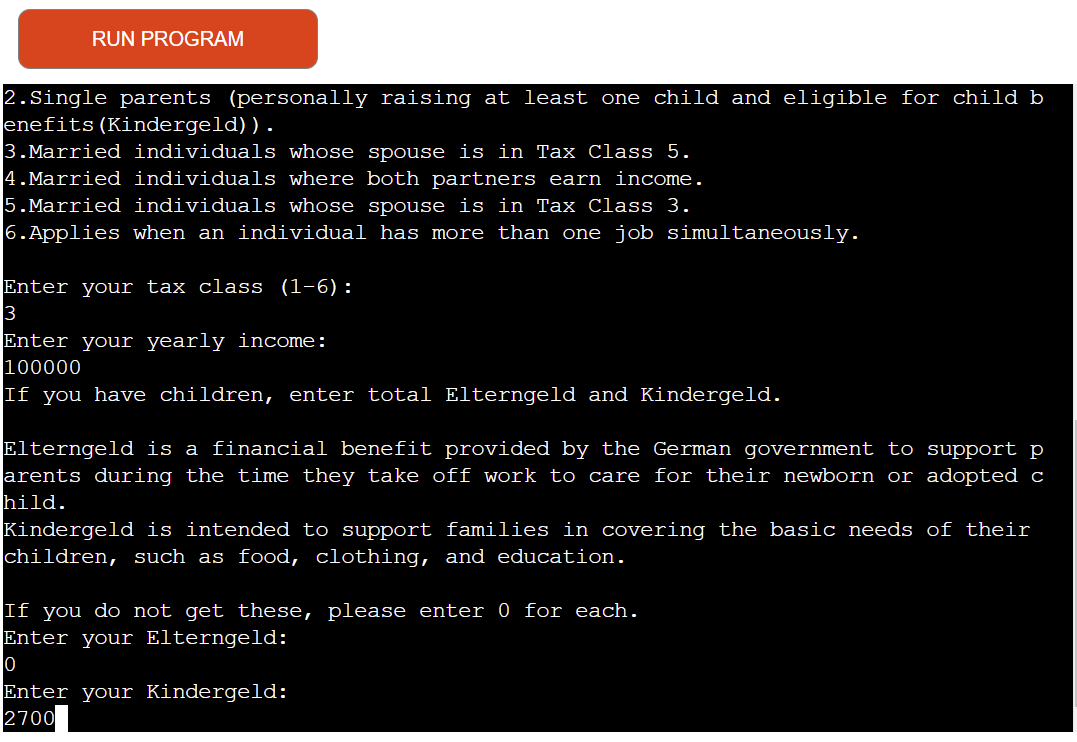 RUN PROGRAM
2.Single parents (personally raising at least one child and eligible for child b
enefits(Kindergeld)).
3.Married individuals whose spouse is in Tax Class 5.
4.Married individuals where both partners earn income.
5.Married individuals whose spouse is in Tax Class 3.
6.Applies when an individual has more than one job simultaneously.
Enter your tax class (1-6):
3
Enter your yearly income:
100000
If you have children, enter total Elterngeld and Kindergeld.
Elterngeld is a financial benefit provided by the German government to support p
arents during the time they take off work to care for their newborn or adopted c
hild.
Kindergeld is intended to support families in covering the basic needs of their
children, such as food, clothing, and education.
If you do not get these, please enter 0 for each.
Enter your Elterngeld:
0
Enter your Kindergeld:
2700